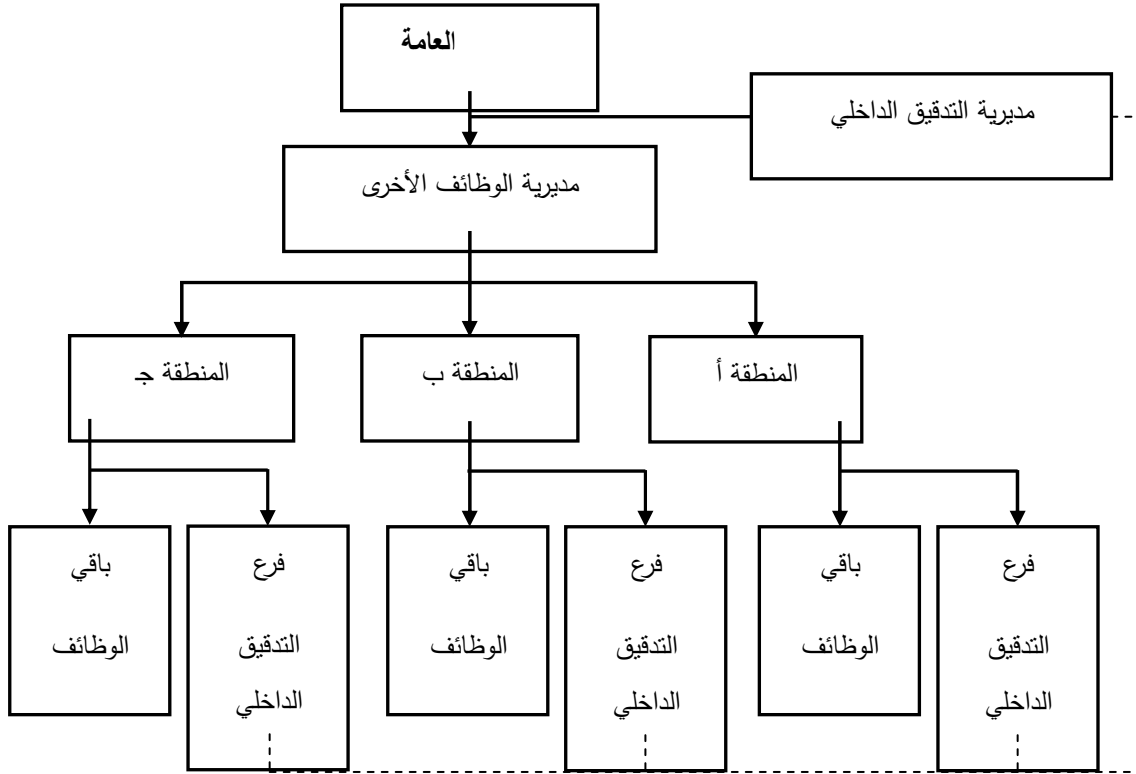 العامة
مديرية التدقيق الداخلي
مديرية الوظائف الأخرى
المنطقة أ
المنطقة ب
المنطقة جـ
فرع
التدقيق
الداخلي
باقي
الوظائف
فرع
التدقيق
الداخلي
باقي
الوظائف
فرع
التدقيق
الداخلي
باقي
الوظائف